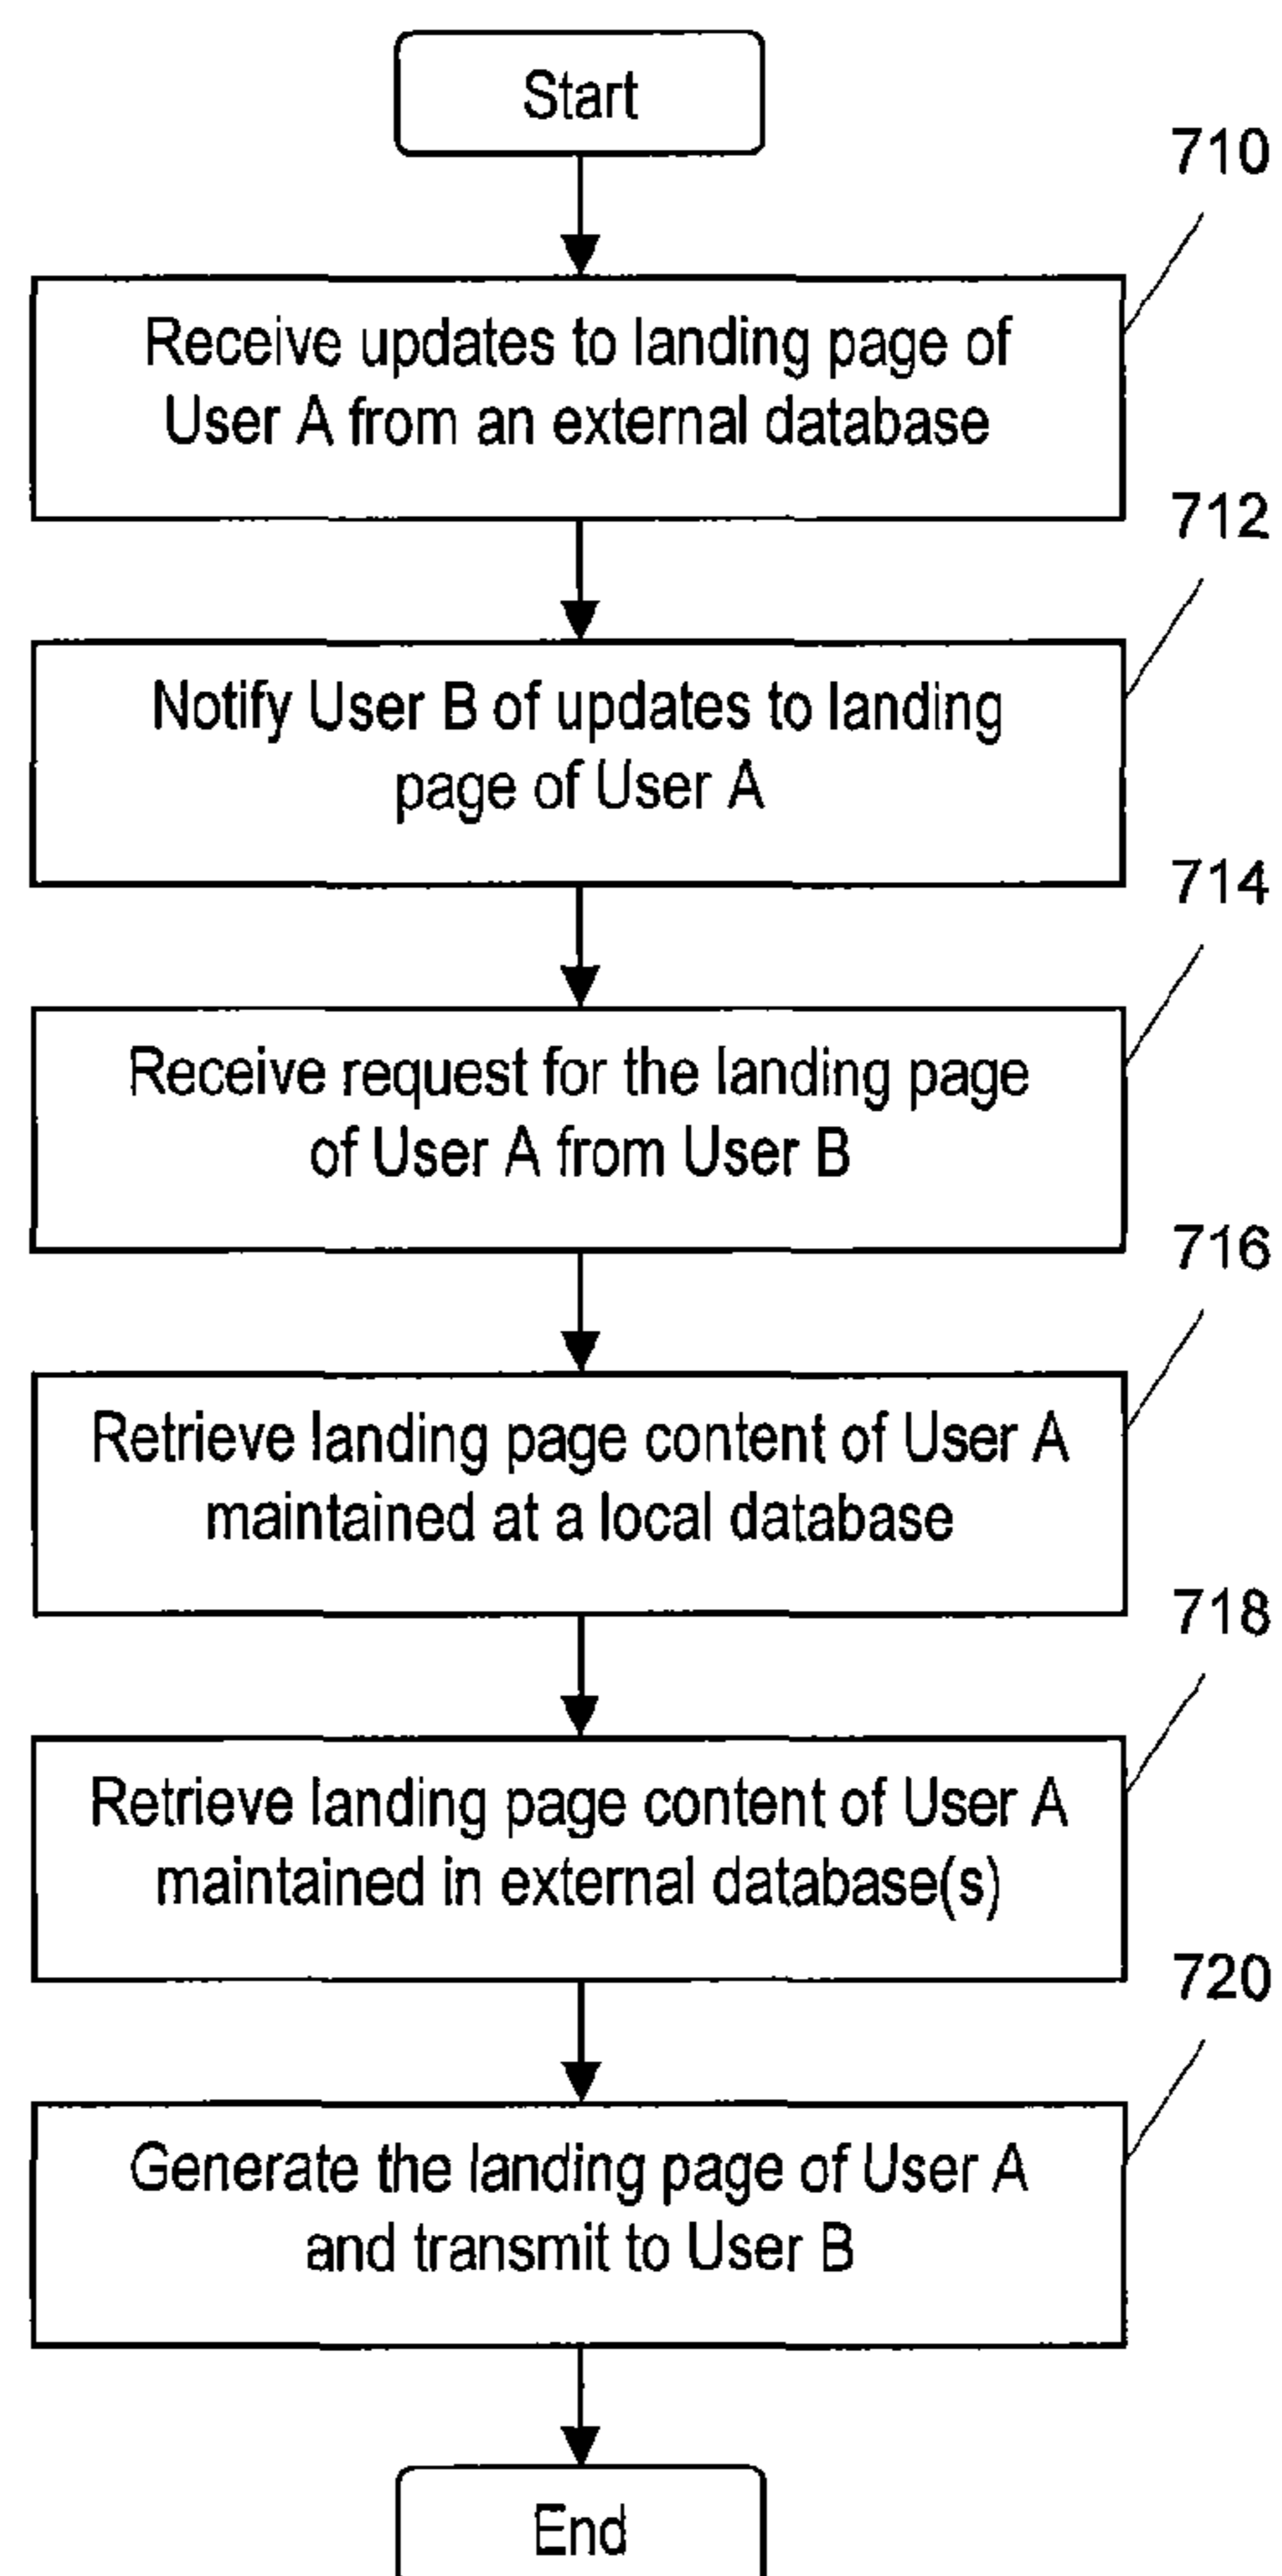 Start
710
Receive updates to landing page of
User A from an external database
712
Notify User B of updates to landing
page of User A
714
Receive request for the landing page
of User A from User B
716
Retrieve landing page content of User A
maintained at a local database
718
Retrieve landing page content of User A
maintained in external database(s)
720
Generate the landing page of User A
and transmit to User B
End